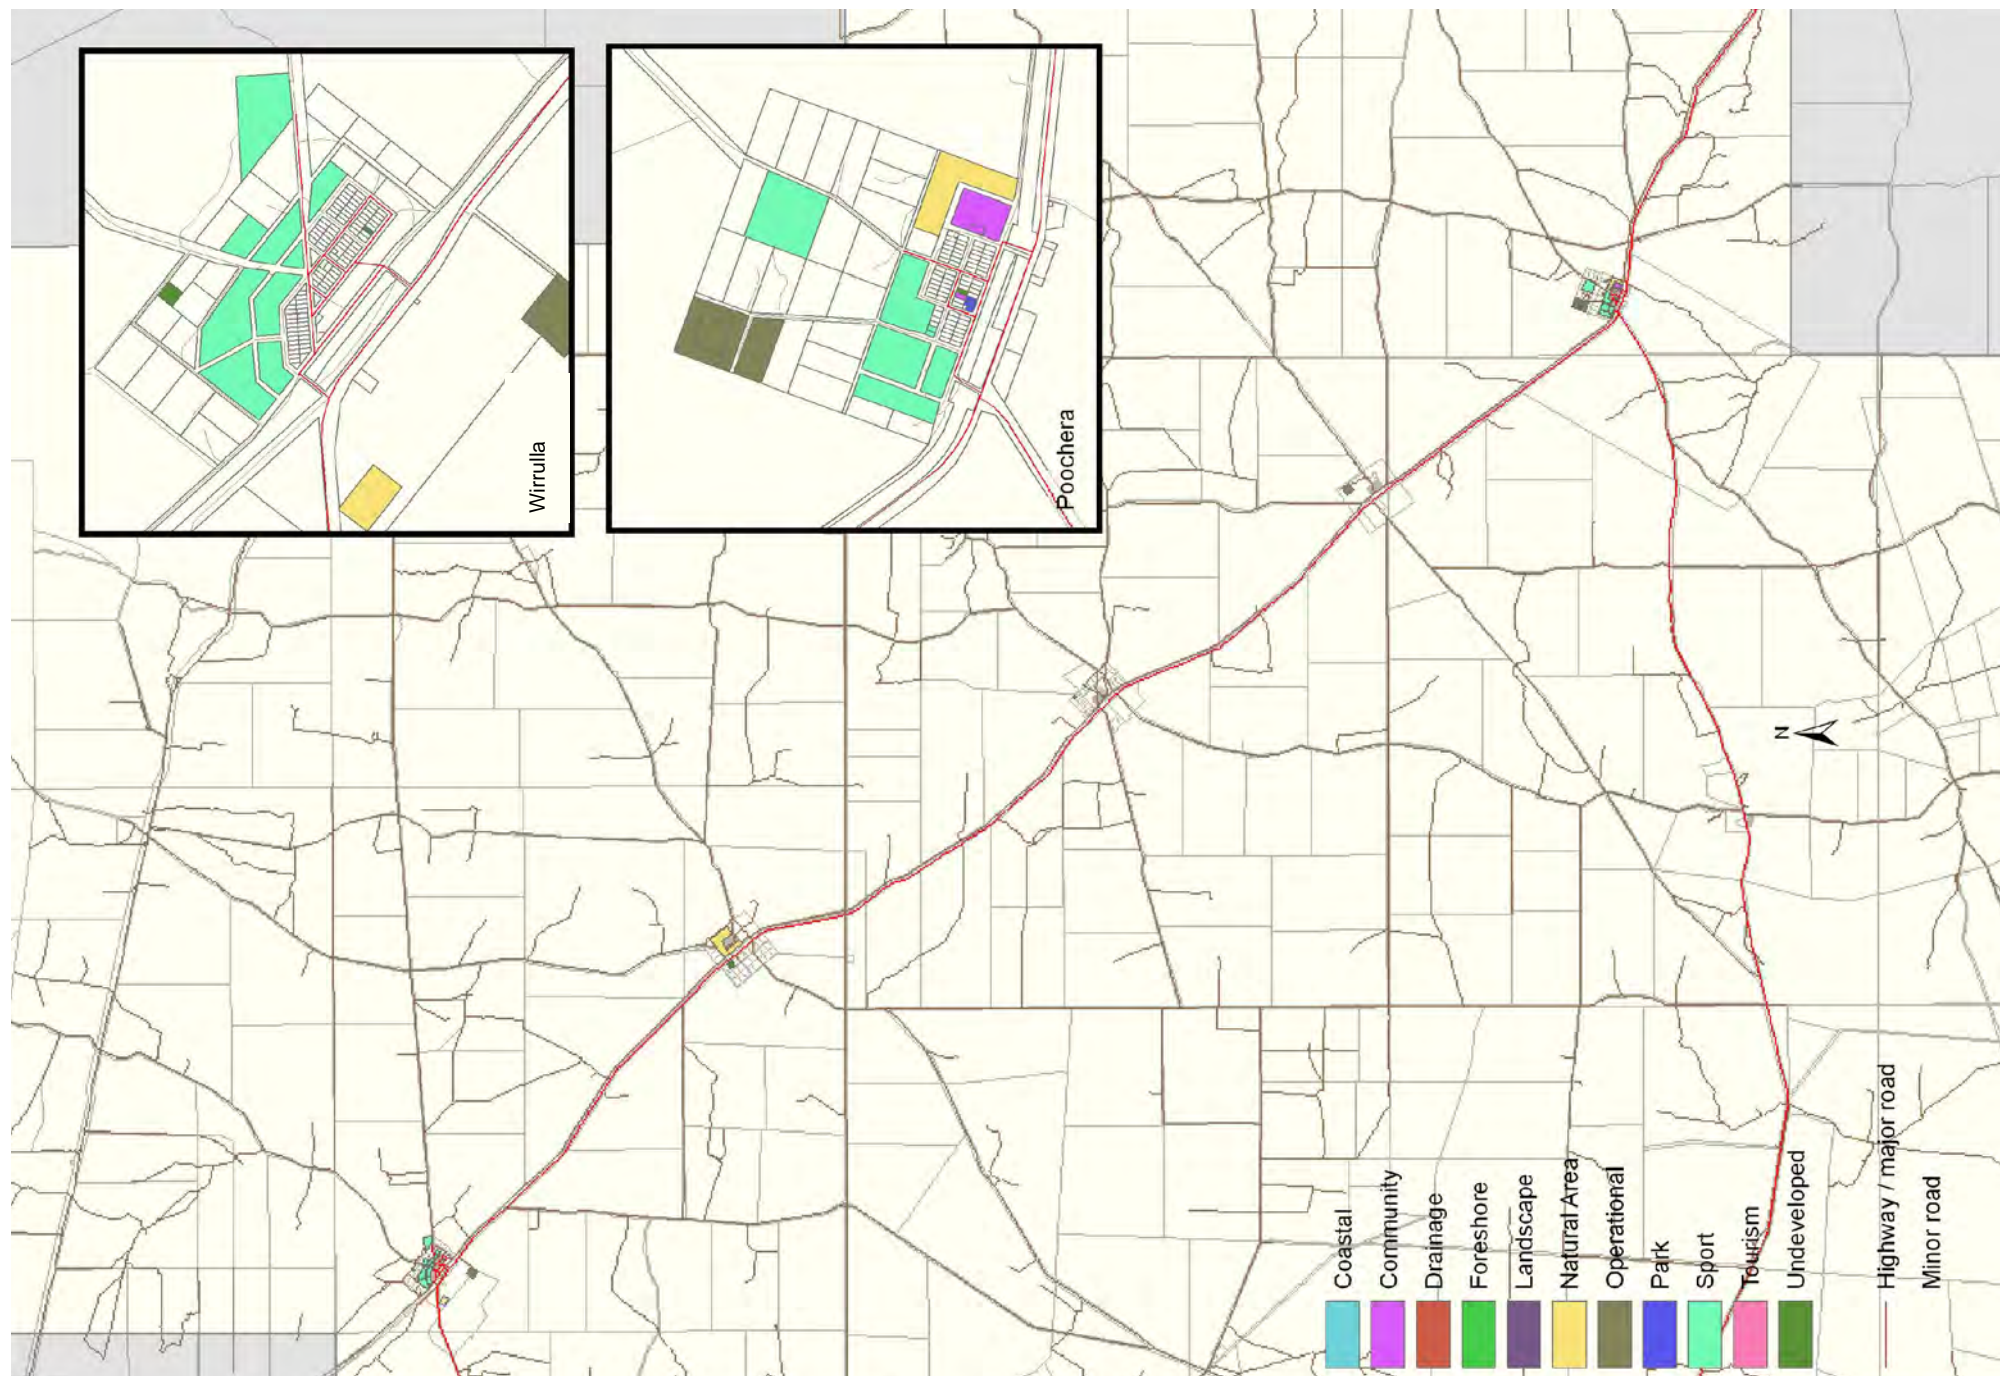 Wirrulla
Poochera
N
Coastal
Community
Drainage
Foreshore
Landscape
Natural Area
Operational
Park
Sport
Tourism
Undeveloped
Highway / major road
Minor road